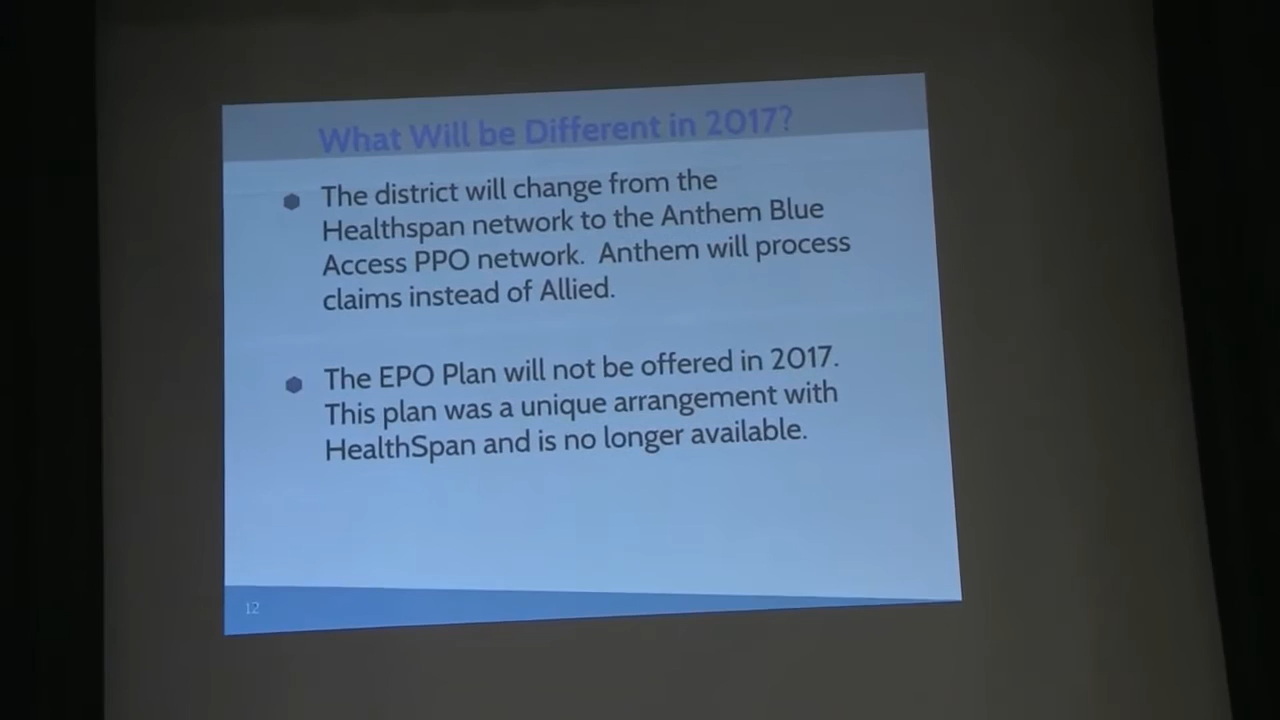 What Will be Different in 2017?
The district will change from the
Healthspan network to the Anthem Blue
Access PPO network. Anthem will process
claims instead of Allied.
The EPO Plan will not be offered in 2017.
This plan was a unique arrangement with
HealthSpan and is no longer available.
12